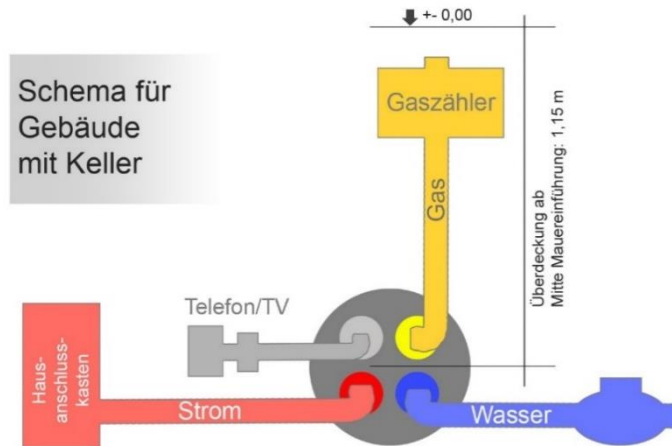 +- 0,00
Schema für
Gebäude
mit Keller
Gaszähler
Gas
Überdeckung ab
Mitte Mauereinführung: 1,15 m
Telefon/TV
Haus-
anschluss-
kasten
Strom
Wasser